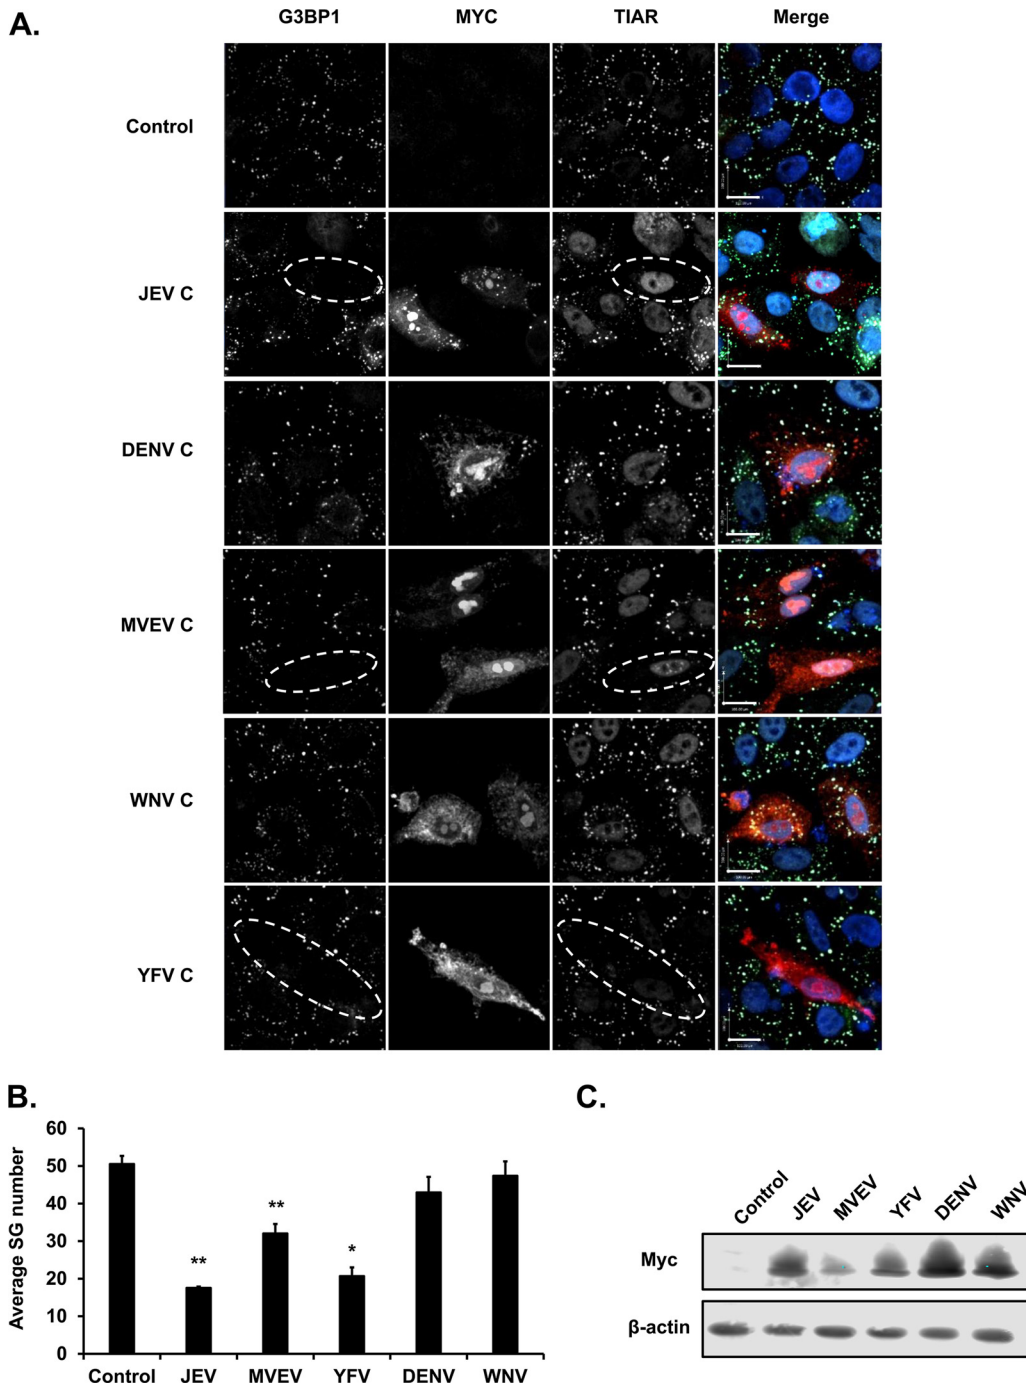 A.
G3BP1 MYC TIAR Merge
Control
JEV C
DENV C
MVEV C
WNV C
YFV C
B.
Average SG number
60
50
40
30
20
10
0
** ** *
Control JEV MVEV YFV DENV WNV
C.
Control JEV MVEV YFV DENV WNV
Myc
β-actin